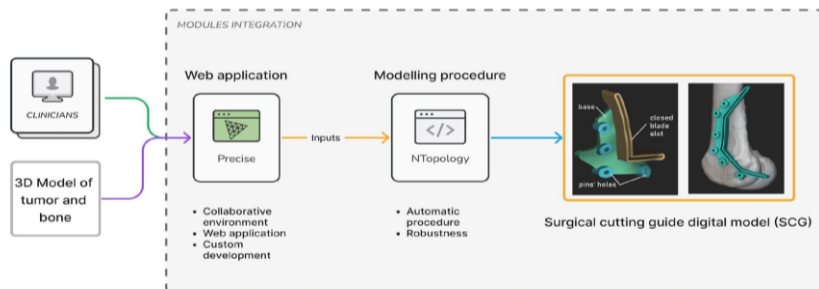 MODULES INTEGRATION
CLINICIANS
3D Model of
tumor and
bone
Web application
Precise
• Collaborative
environment
• Web application
• Custom
development
Inputs
Modelling procedure
</>
NTopology
• Automatic
procedure
• Robustness
base
closed
blade
slot
pins' holes
Surgical cutting guide digital model (SCG)